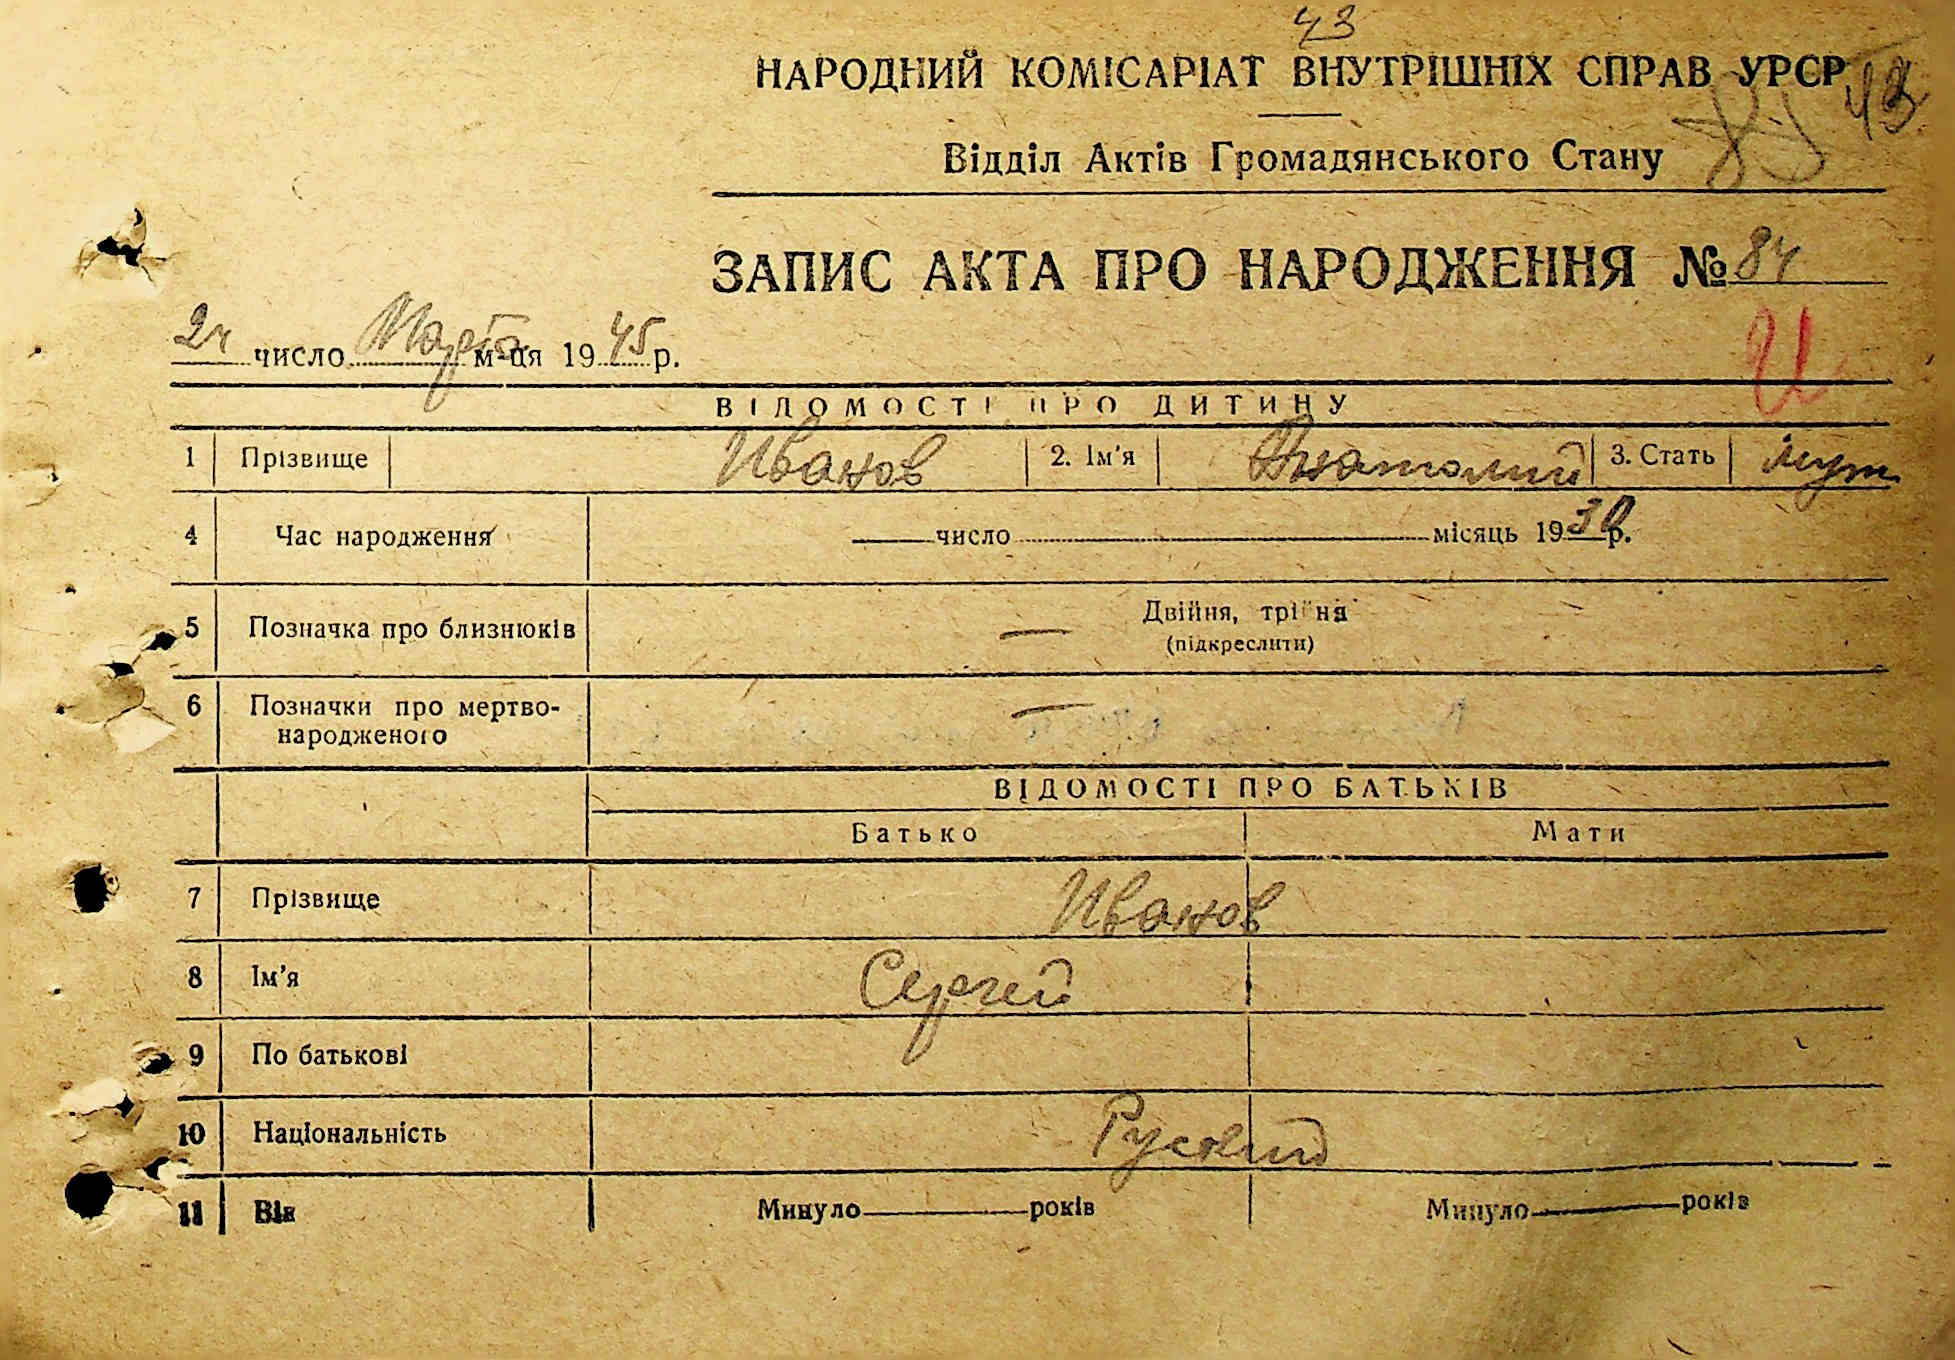 43
НАРОДНИЙ КОМІСАРІАТ ВНУТРІШНІХ СПРАВ УРСР
43
Відділ Актів Громадянського Стану
ЗАПИС АКТА ПРО НАРОДЖЕННЯ № 84
24 число Марта м-ця 1945 р.
ВІДОМОСТІ ПРО ДИТИНУ
1 Прізвище Иванов 2. Ім'я Анатолий 3. Стать муж
4 Час народження число місяць 1930 р.
5 Позначка про близнюків — Двійня, трійня
(підкреслити)
6 Позначки про мертво-
народженого —
ВІДОМОСТІ ПРО БАТЬКІВ
Батько Мати
7 Прізвище Иванов
8 Ім'я Сергей
9 По батькові
10 Національність Руский
11 Вік Минуло років Минуло років